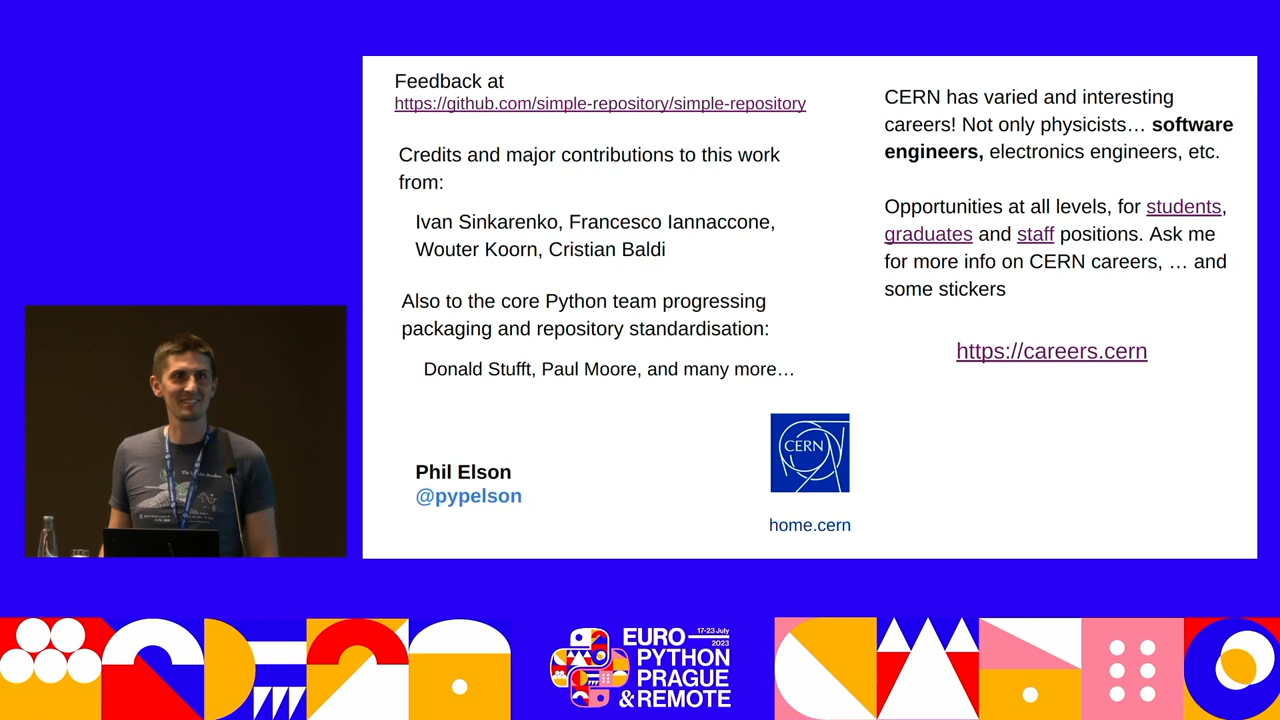 Feedback at
https://github.com/simple-repository/simple-repository
Credits and major contributions to this work
from:
Ivan Sinkarenko, Francesco Iannaccone,
Wouter Koorn, Cristian Baldi
Also to the core Python team progressing
packaging and repository standardisation:
Donald Stufft, Paul Moore, and many more…
Phil Elson
@pypelson
CERN
home.cern
CERN has varied and interesting
careers! Not only physicists… software
engineers, electronics engineers, etc.
Opportunities at all levels, for students,
graduates and staff positions. Ask me
for more info on CERN careers, … and
some stickers
https://careers.cern
EURO 17-23 July 2023
PYTHON
PRAGUE
& REMOTE